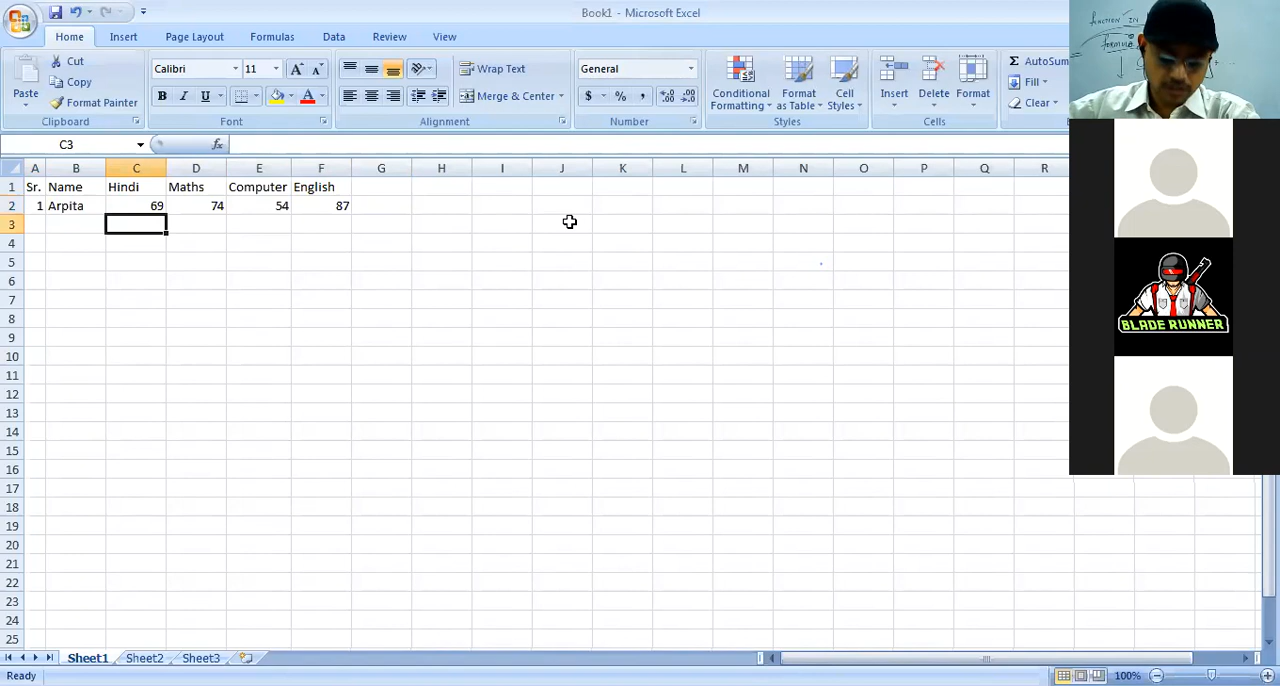 Book1 - Microsoft Excel
Home Insert Page Layout Formulas Data Review View
Paste
Cut
Copy
Format Painter
Clipboard
Calibri 11
B I U
Font
Wrap Text
Merge & Center
Alignment
General
$ % ,
Number
Conditional Formatting
Format as Table
Cell Styles
Styles
Insert Delete Format
Cells
AutoSum
Fill
Clear
C3 fx
A B C D E F G H I J K L M N O P Q R
1 Sr. Name Hindi Maths Computer English
2 1 Arpita 69 74 54 87
3
4
5
6
7
8
9
10
11
12
13
14
15
16
17
18
19
20
21
22
23
24
25
Sheet1 Sheet2 Sheet3
Ready 100%
FUNCTION IN
BLADE RUNNER